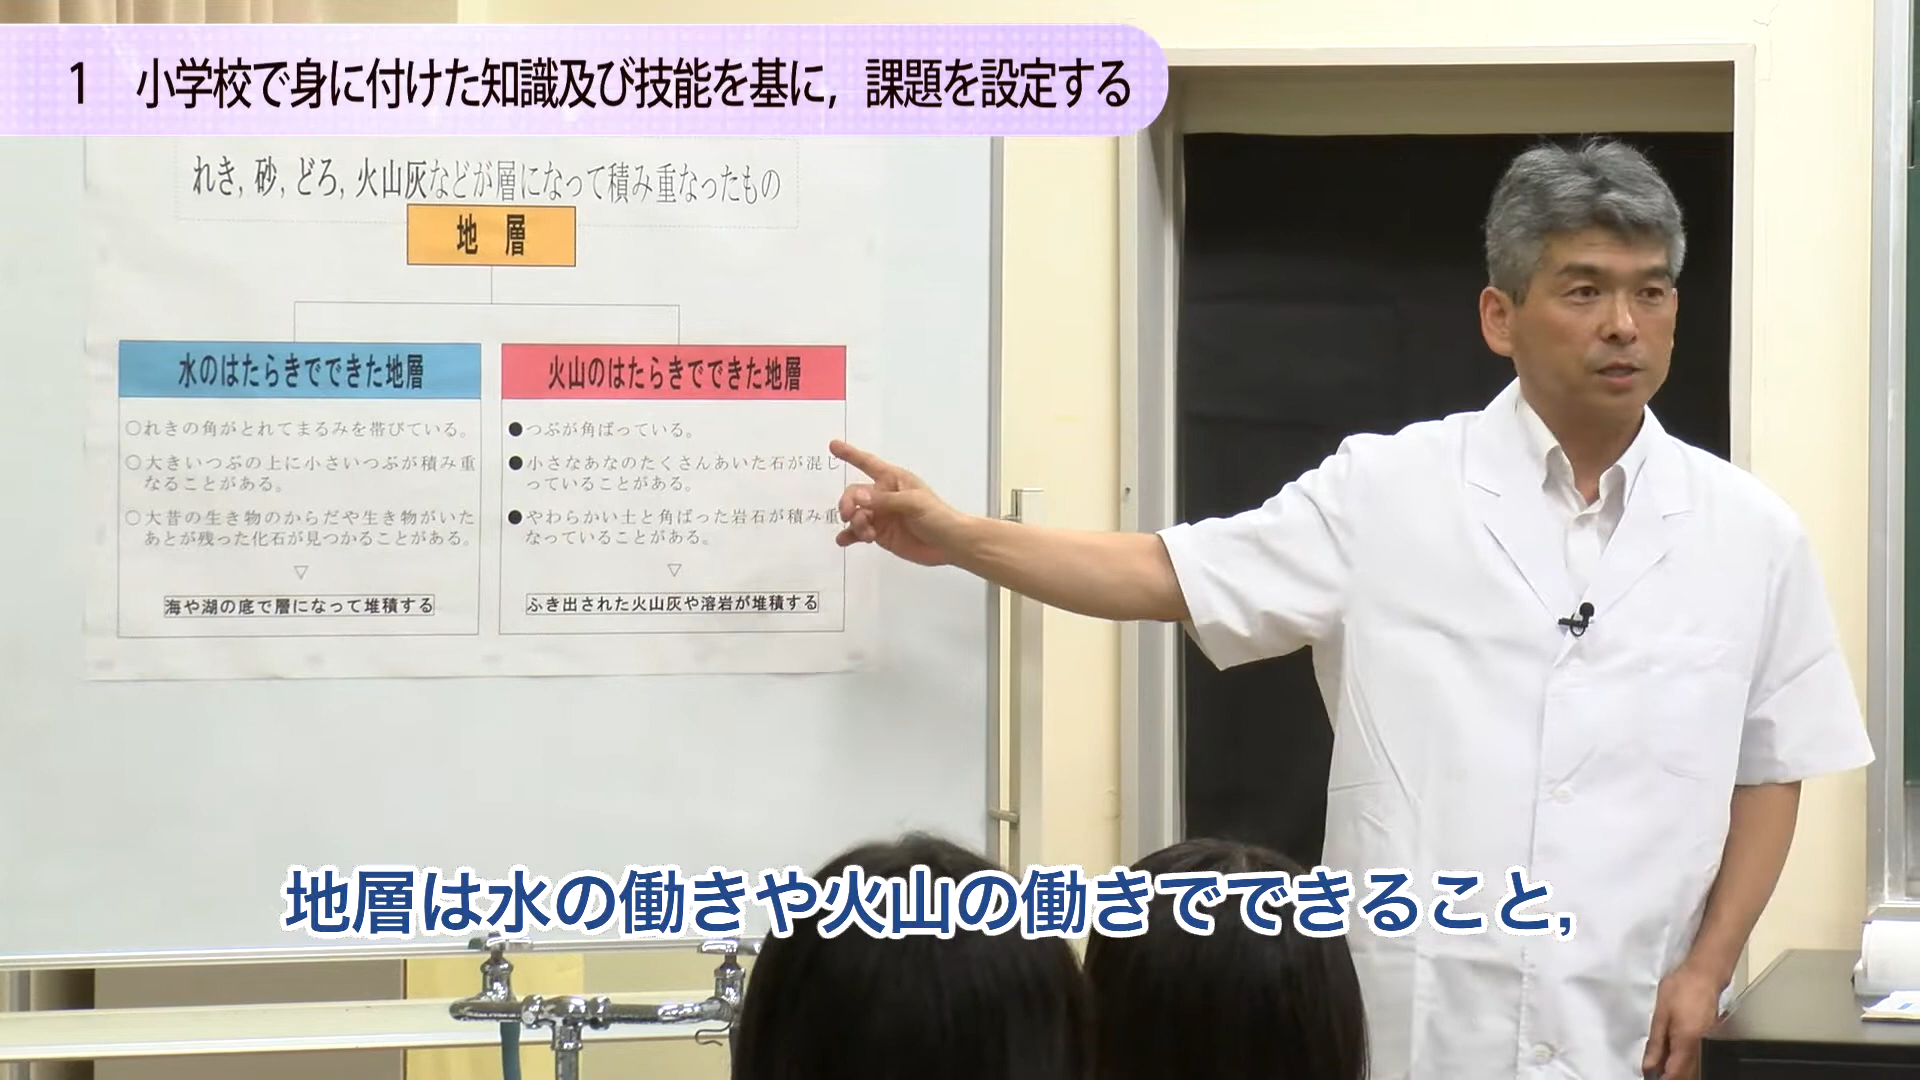 1　小学校で身に付けた知識及び技能を基に，課題を設定する
れき，砂，どろ，火山灰などが層になって積み重なったもの
地　層
水のはたらきでできた地層
○れきの角がとれてまるみを帯びている。
○大きいつぶの上に小さいつぶが積み重
なることがある。
○大昔の生き物のからだや生き物がいた
あとが残った化石が見つかることがある。
▽
海や湖の底で層になって堆積する
火山のはたらきでできた地層
●つぶが角ばっている。
●小さなあなのたくさんあいた石が混じ
っていることがある。
●やわらかい土と角ばった岩石が積み重
なっていることがある。
▽
ふき出された火山灰や溶岩が堆積する
地層は水の働きや火山の働きでできること，